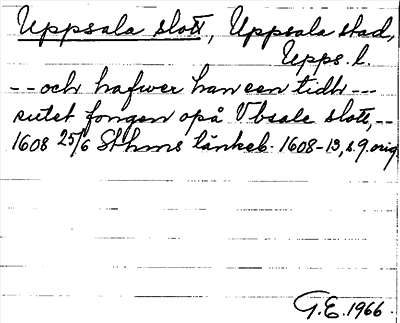 Uppsala slott, Uppsala stad,
Upps. l.
-- och hafwer han een tidh ---
sutet fongen opå Vbsale slott, --
1608 25/6 Sthms tänkeb. 1608-13, s. 9. orig.
G.E. 1966.